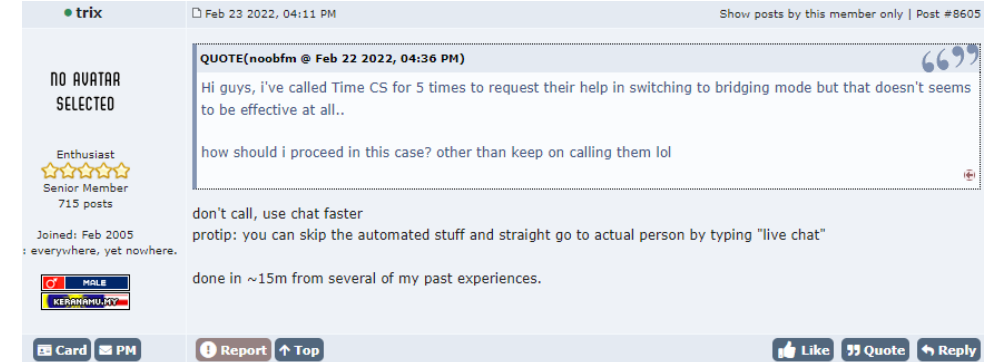 trix
Feb 23 2022, 04:11 PM
Show posts by this member only | Post #8605
NO AVATAR
SELECTED
Enthusiast
Senior Member
715 posts
Joined: Feb 2005
: everywhere, yet nowhere.
MALE
KERANAMU.MY
QUOTE(noobfm @ Feb 22 2022, 04:36 PM)
Hi guys, i've called Time CS for 5 times to request their help in switching to bridging mode but that doesn't seems
to be effective at all..
how should i proceed in this case? other than keep on calling them lol
don't call, use chat faster
protip: you can skip the automated stuff and straight go to actual person by typing "live chat"
done in ~15m from several of my past experiences.
Card
PM
Report
Top
Like
Quote
Reply